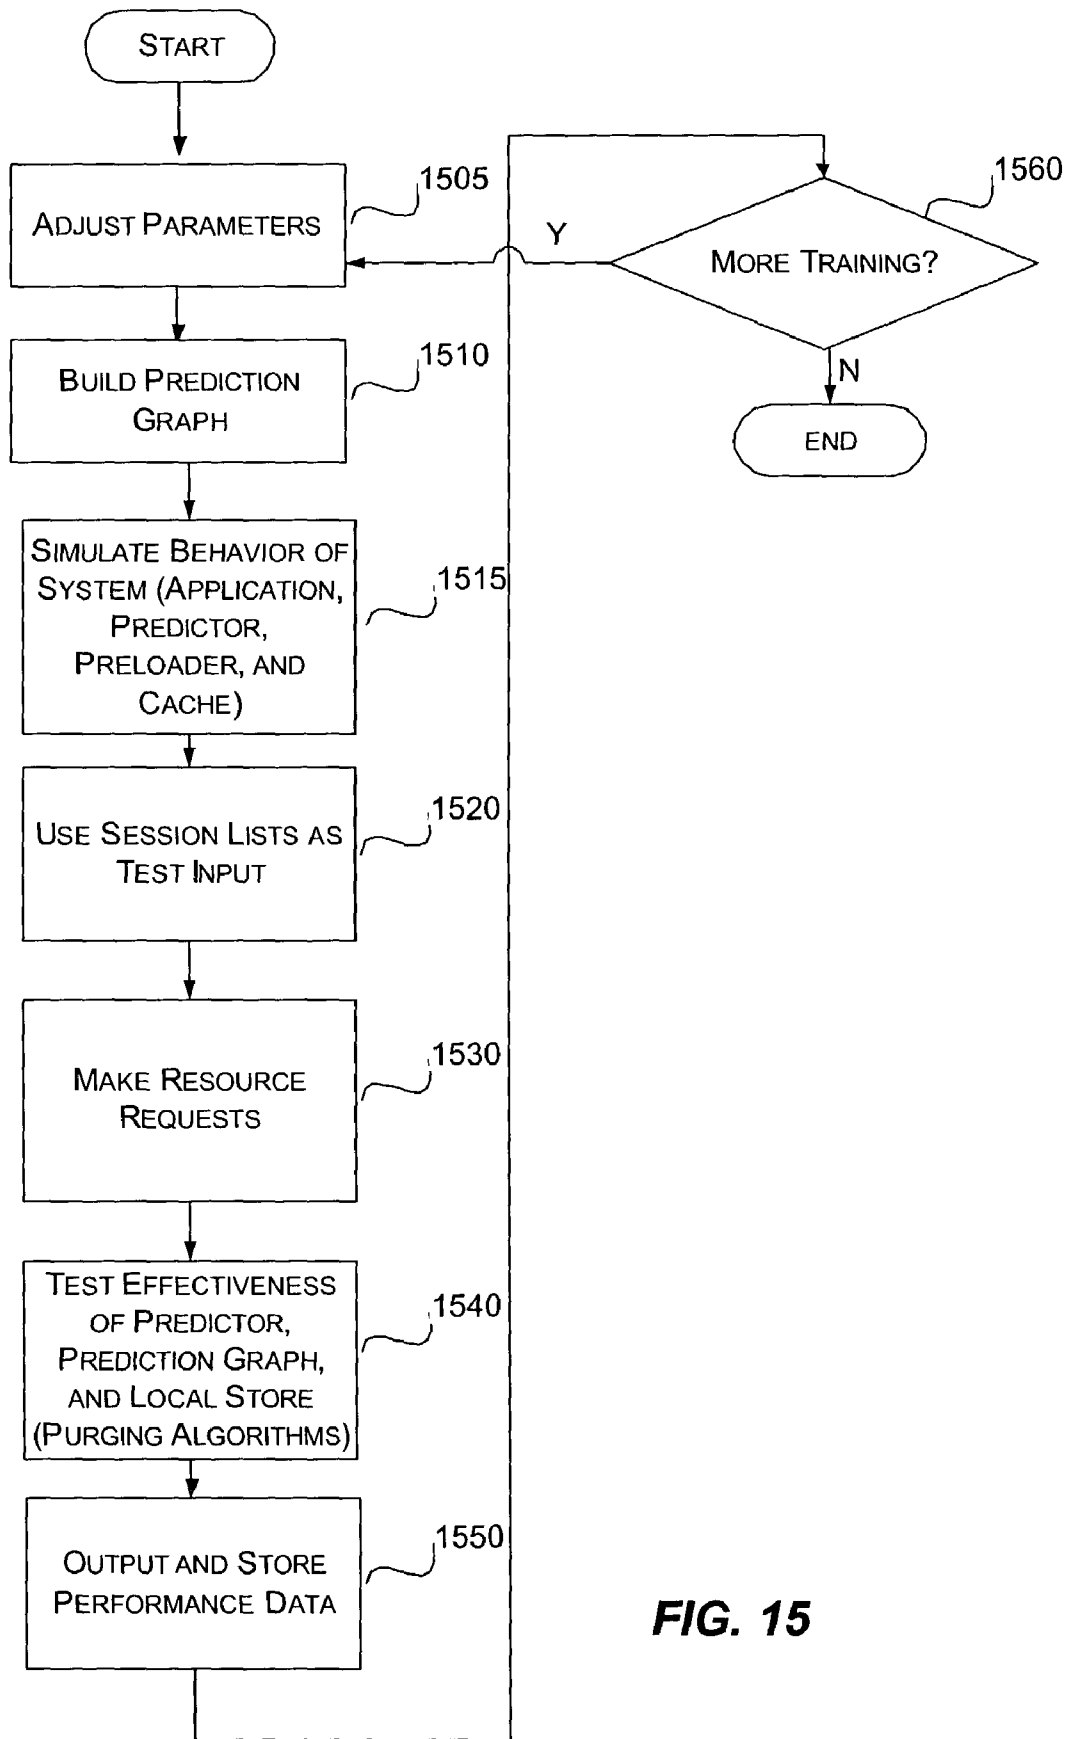 START
1505
ADJUST PARAMETERS
1560
MORE TRAINING?
Y
N
END
1510
BUILD PREDICTION
GRAPH
1515
SIMULATE BEHAVIOR OF
SYSTEM (APPLICATION,
PREDICTOR,
PRELOADER, AND
CACHE)
1520
USE SESSION LISTS AS
TEST INPUT
1530
MAKE RESOURCE
REQUESTS
1540
TEST EFFECTIVENESS
OF PREDICTOR,
PREDICTION GRAPH,
AND LOCAL STORE
(PURGING ALGORITHMS)
1550
OUTPUT AND STORE
PERFORMANCE DATA
FIG. 15